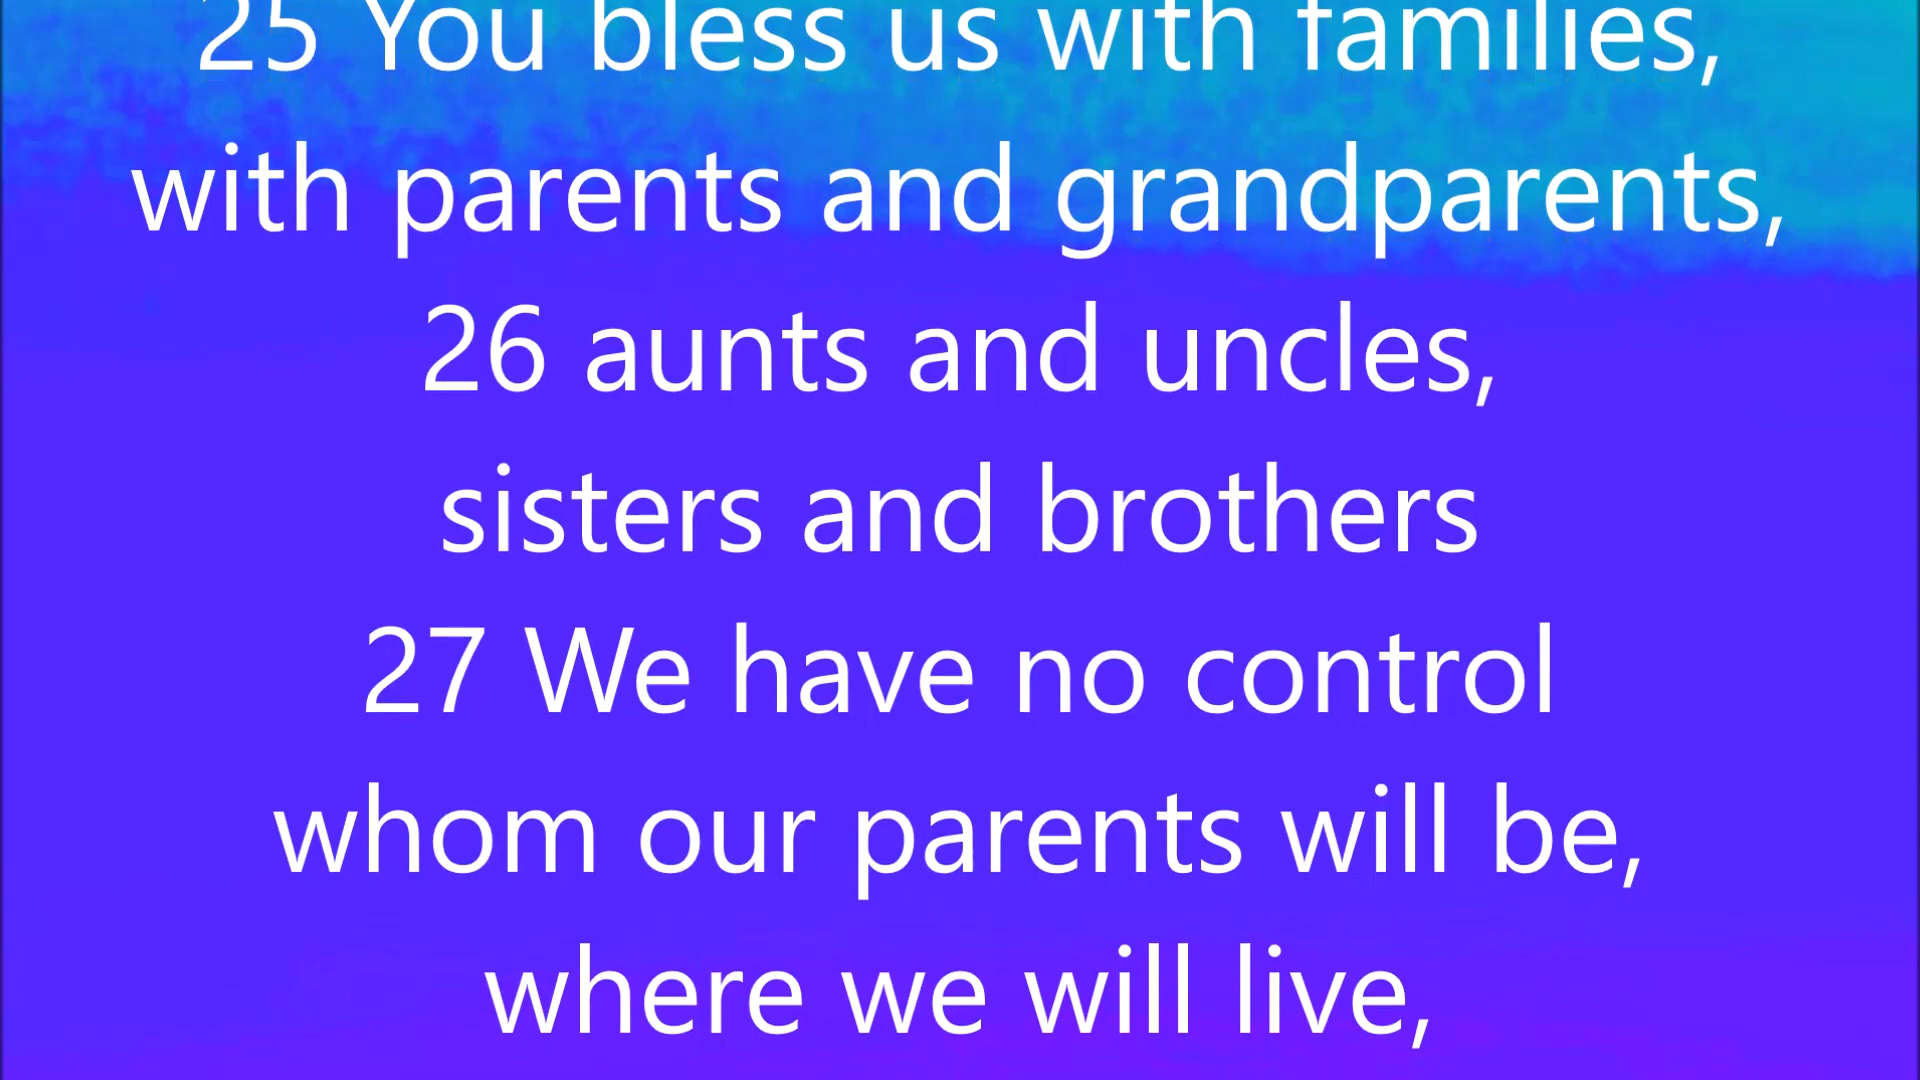 25 You bless us with families,
with parents and grandparents,
26 aunts and uncles,
sisters and brothers
27 We have no control
whom our parents will be,
where we will live,